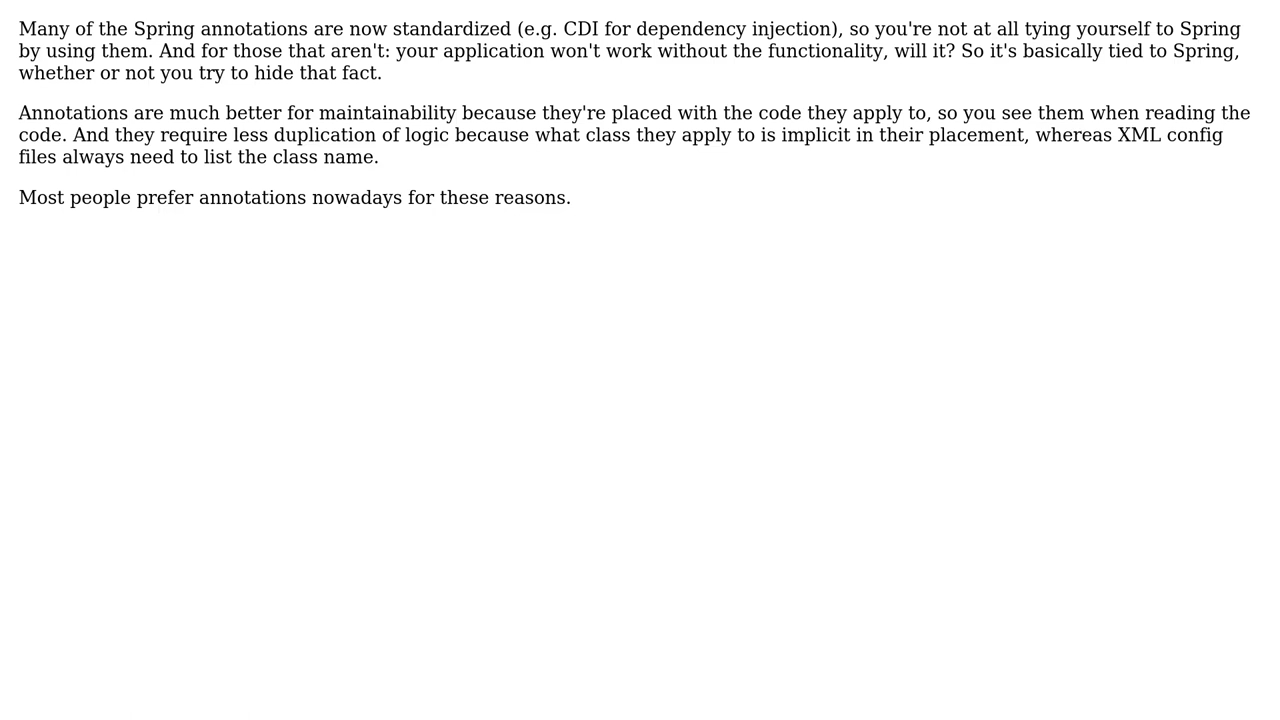 Many of the Spring annotations are now standardized (e.g. CDI for dependency injection), so you're not at all tying yourself to Spring
by using them. And for those that aren't: your application won't work without the functionality, will it? So it's basically tied to Spring,
whether or not you try to hide that fact.
Annotations are much better for maintainability because they're placed with the code they apply to, so you see them when reading the
code. And they require less duplication of logic because what class they apply to is implicit in their placement, whereas XML config
files always need to list the class name.
Most people prefer annotations nowadays for these reasons.